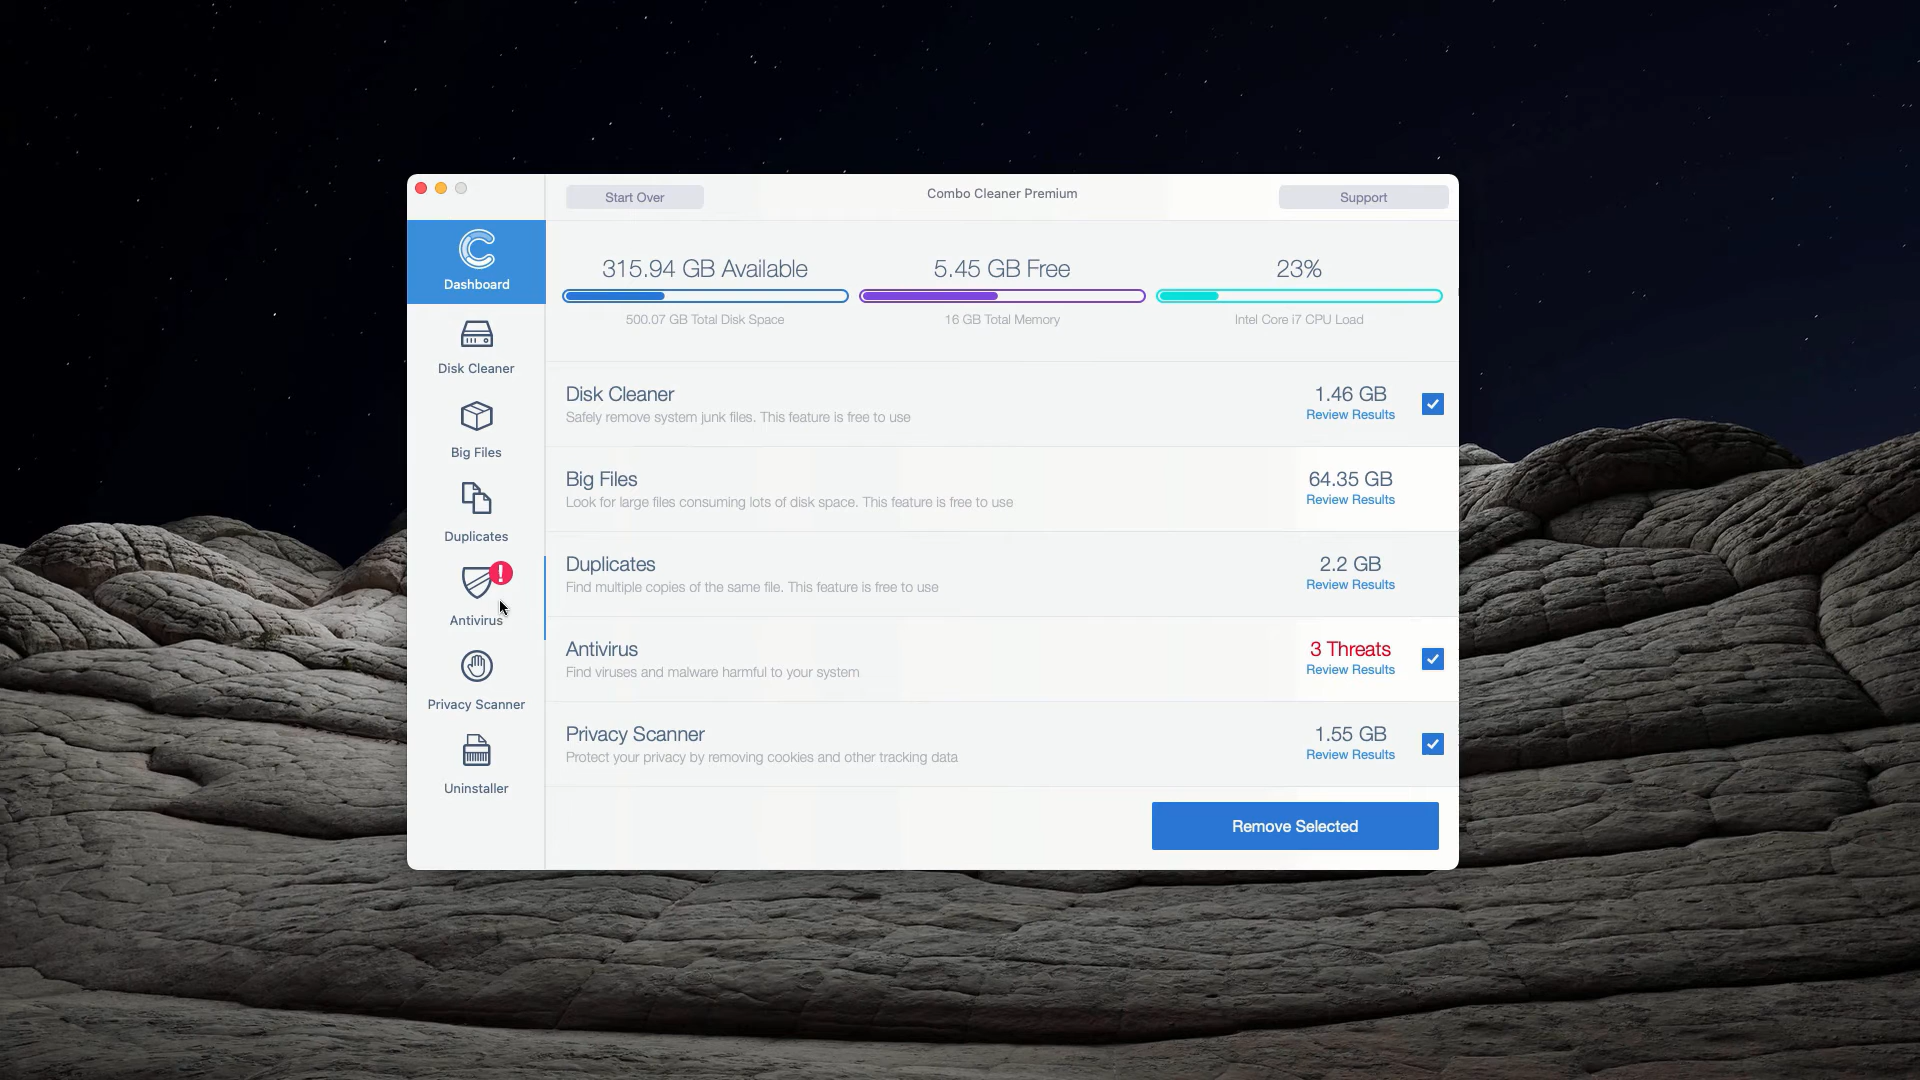 Start Over
Combo Cleaner Premium
Support
Dashboard
Disk Cleaner
Big Files
Duplicates
Antivirus
Privacy Scanner
Uninstaller
315.94 GB Available
500.07 GB Total Disk Space
5.45 GB Free
16 GB Total Memory
23%
Intel Core i7 CPU Load
Disk Cleaner
Safely remove system junk files. This feature is free to use
1.46 GB
Review Results
Big Files
Look for large files consuming lots of disk space. This feature is free to use
64.35 GB
Review Results
Duplicates
Find multiple copies of the same file. This feature is free to use
2.2 GB
Review Results
Antivirus
Find viruses and malware harmful to your system
3 Threats
Review Results
Privacy Scanner
Protect your privacy by removing cookies and other tracking data
1.55 GB
Review Results
Remove Selected